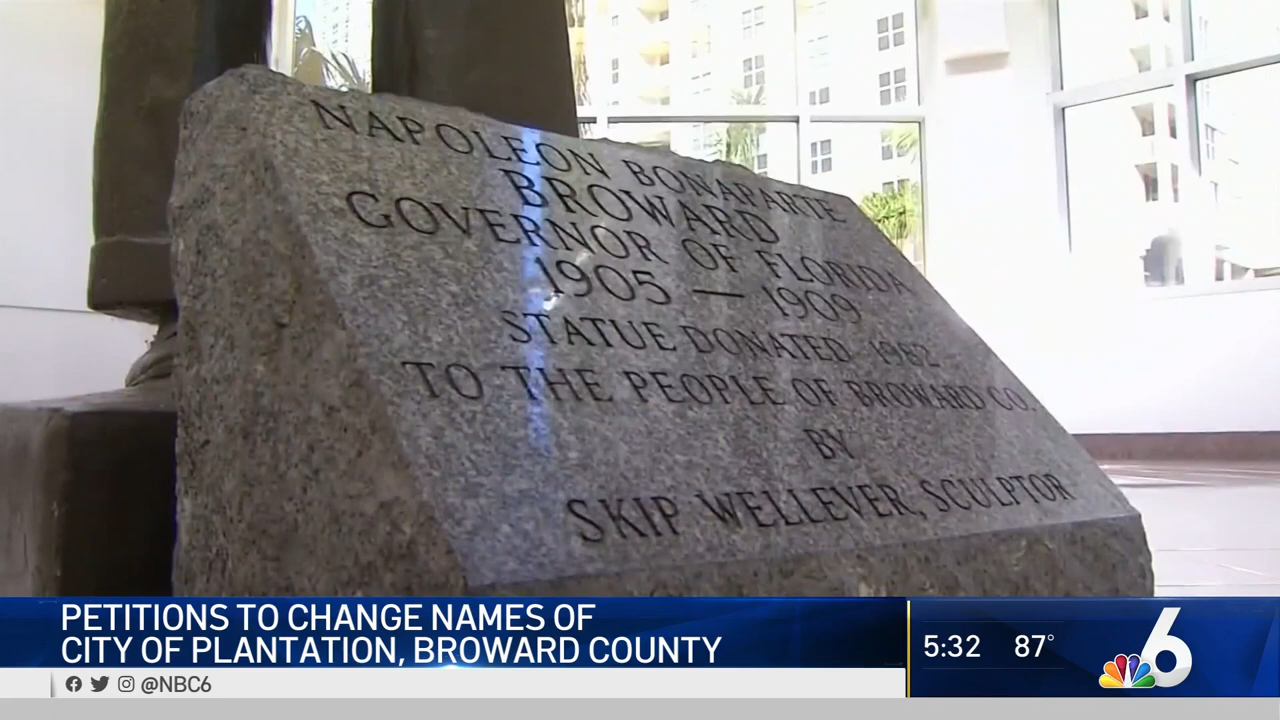 NAPOLEON BONAPARTE
BROWARD
GOVERNOR OF FLORIDA
1905 — 1909
STATUE DONATED 1982
TO THE PEOPLE OF BROWARD CO.
BY
SKIP WELLEVER, SCULPTOR
PETITIONS TO CHANGE NAMES OF
CITY OF PLANTATION, BROWARD COUNTY
5:32 87°
6
@NBC6